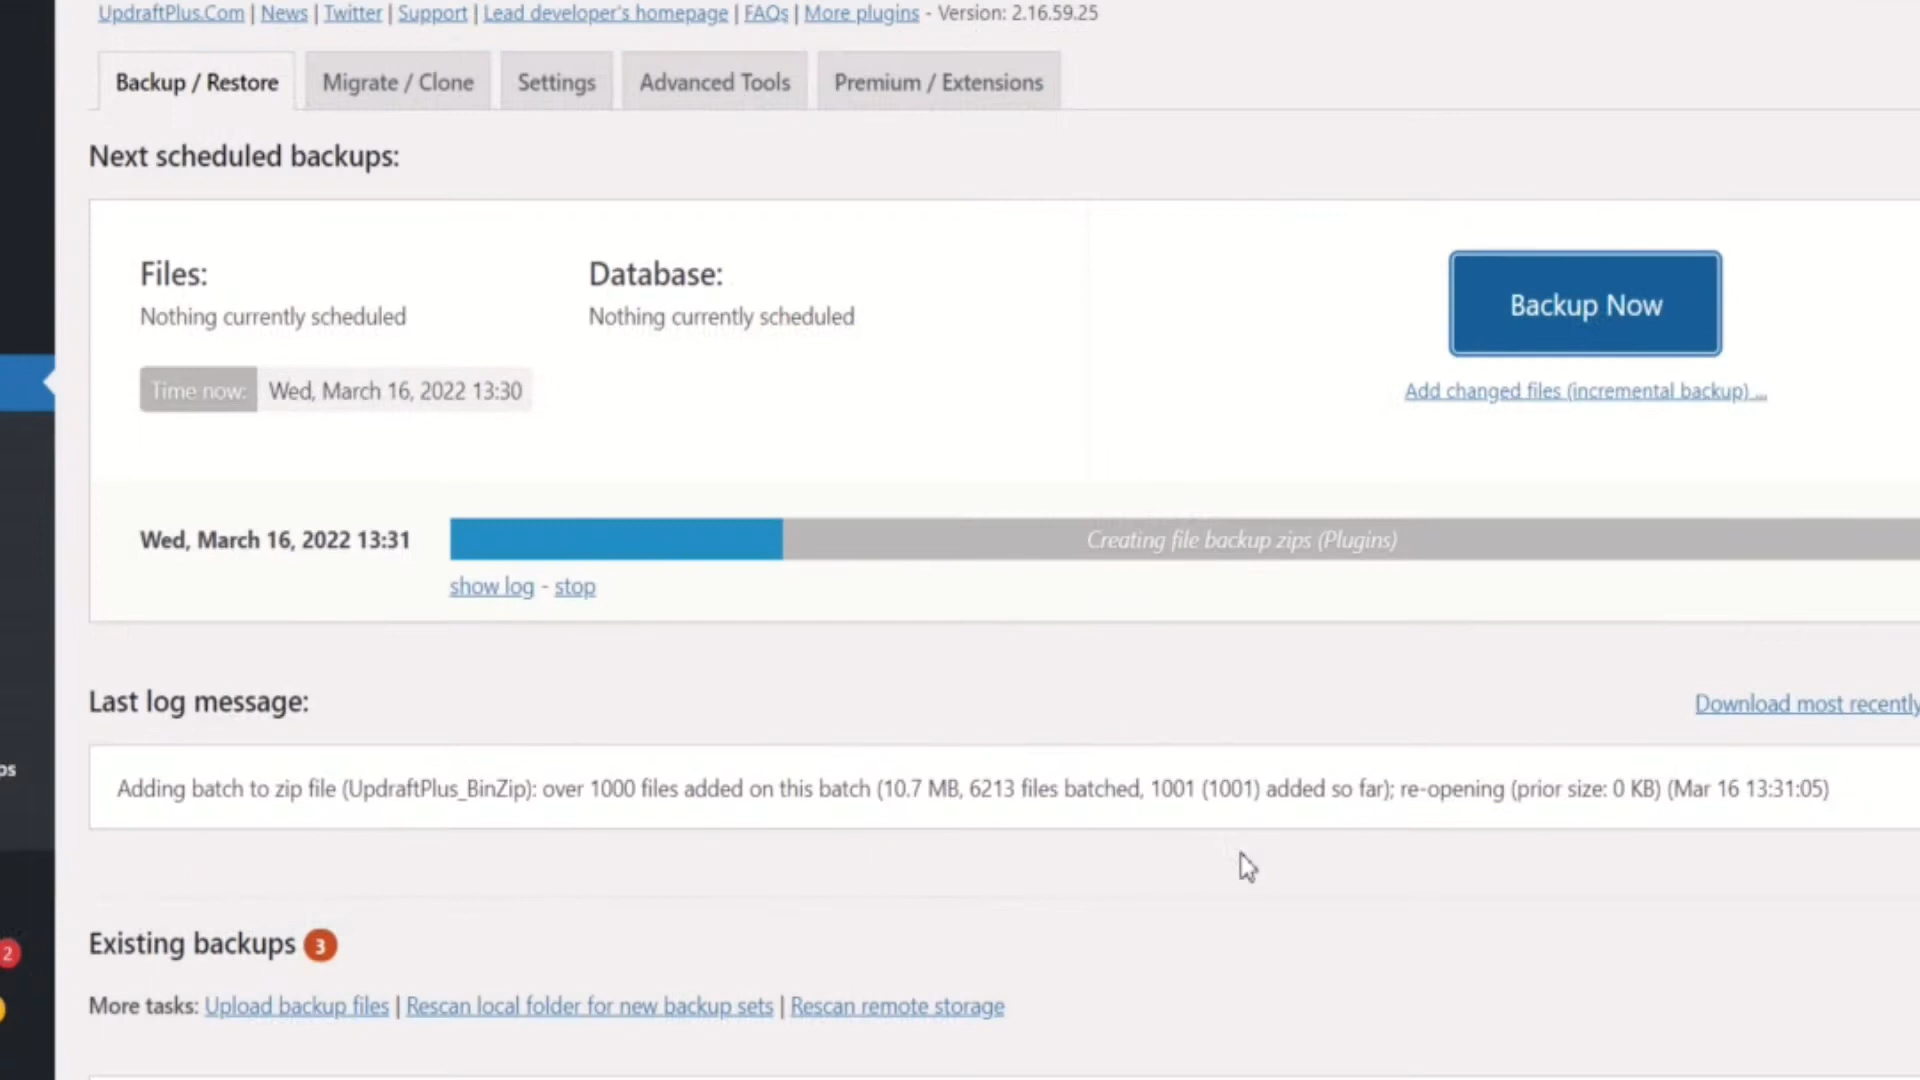 UpdraftPlus.Com | News | Twitter | Support | Lead developer's homepage | FAQs | More plugins - Version: 2.16.59.25
Backup / Restore
Migrate / Clone
Settings
Advanced Tools
Premium / Extensions
Next scheduled backups:
Files:
Nothing currently scheduled
Database:
Nothing currently scheduled
Backup Now
Time now: Wed, March 16, 2022 13:30
Add changed files (incremental backup) ...
Wed, March 16, 2022 13:31
Creating file backup zips (Plugins)
show log - stop
Last log message:
Download most recently
Adding batch to zip file (UpdraftPlus_BinZip): over 1000 files added on this batch (10.7 MB, 6213 files batched, 1001 (1001) added so far); re-opening (prior size: 0 KB) (Mar 16 13:31:05)
Existing backups 3
2
More tasks: Upload backup files | Rescan local folder for new backup sets | Rescan remote storage